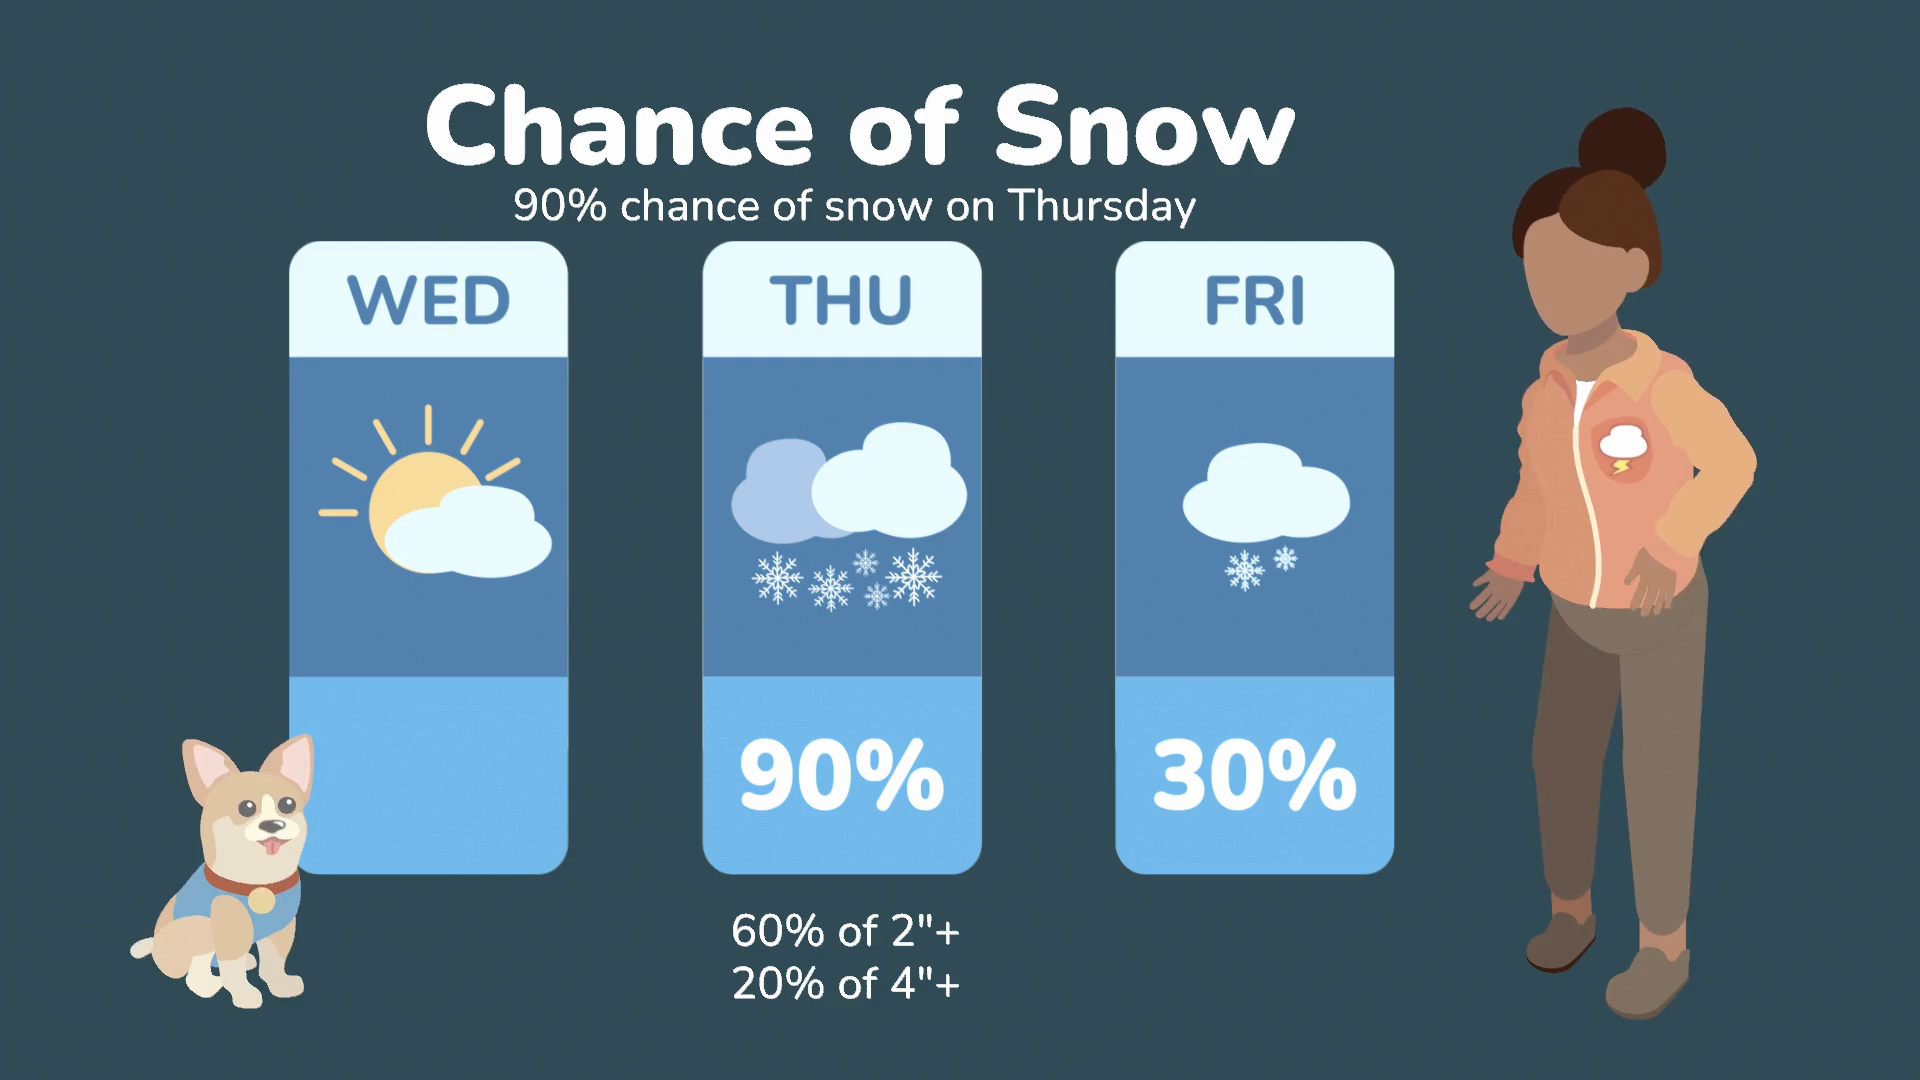 Chance of Snow
90% chance of snow on Thursday
WED
THU
FRI
90%
30%
60% of 2"+
20% of 4"+